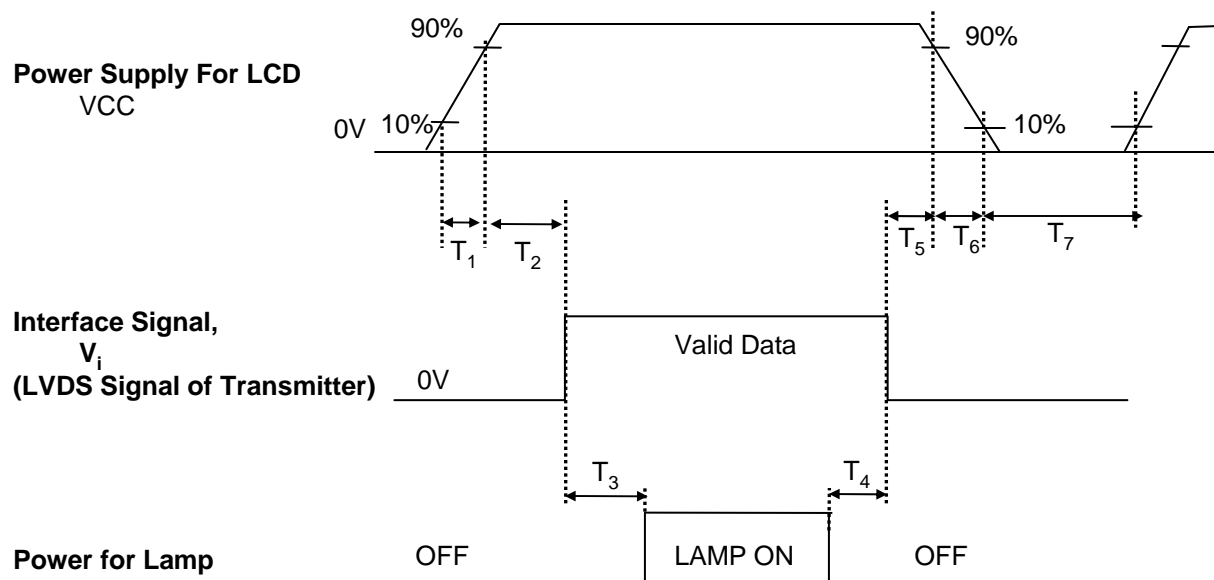 90%
90%
Power Supply For LCD
VCC
0V
10%
10%
T1
T2
T5
T6
T7
Interface Signal,
Vi
(LVDS Signal of Transmitter)
0V
Valid Data
T3
T4
Power for Lamp
OFF
LAMP ON
OFF